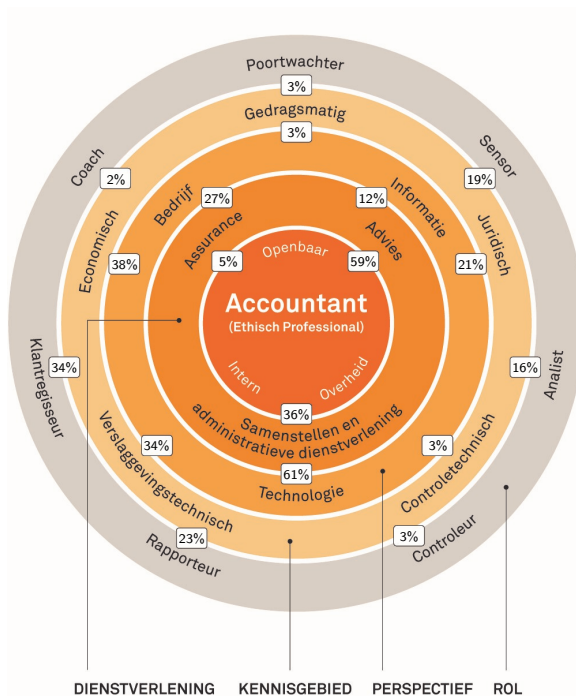 Poortwachter
3%
Gedragsmatig
3%
Coach
2%
Sensor
19%
Bedrijf
27%
12%
Informatie
Economisch
38%
Juridisch
21%
Assurance
5%
Advies
59%
Openbaar
Accountant
(Ethisch Professional)
Intern
Overheid
36%
Samenstellen en
administratieve dienstverlening
61%
Technologie
Klantregisseur
34%
Analist
16%
Verslaggevingstechnisch
34%
Controletechnisch
3%
Rapporteur
23%
Controleur
3%
DIENSTVERLENING
KENNISGEBIED
PERSPECTIEF
ROL